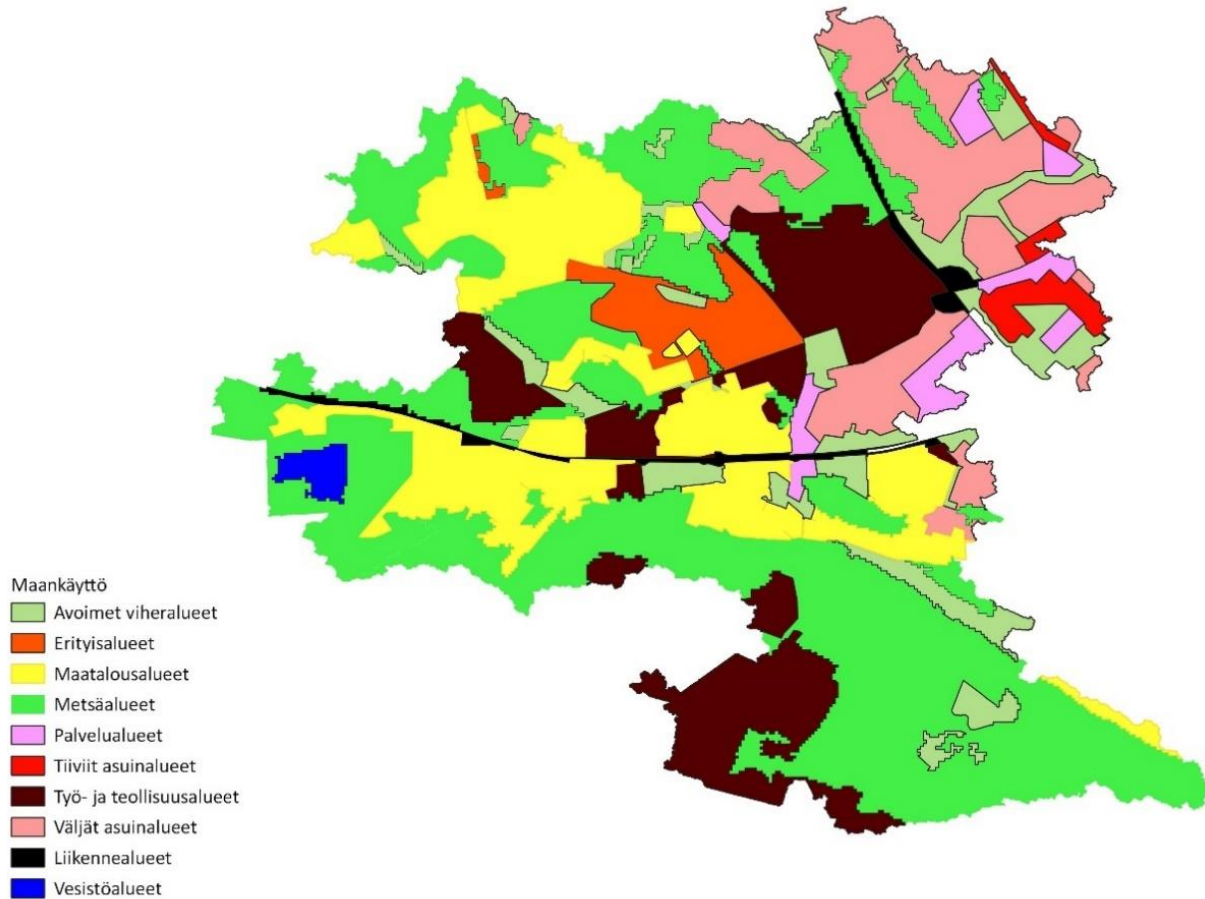 Maankäyttö
Avoimet viheralueet
Erityisalueet
Maatalousalueet
Metsäalueet
Palvelualueet
Tiiviit asuinalueet
Työ- ja teollisuusalueet
Väljät asuinalueet
Liikennealueet
Vesistöalueet